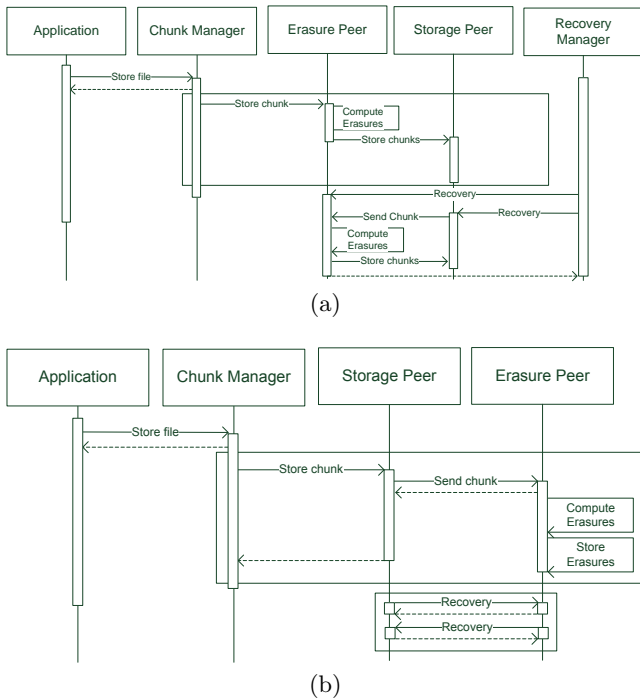 Application
Chunk Manager
Erasure Peer
Storage Peer
Recovery
Manager
Store file
Store chunk
Compute
Erasures
Store chunks
Recovery
Send Chunk
Recovery
Compute
Erasures
Store chunks
(a)
Application
Chunk Manager
Storage Peer
Erasure Peer
Store file
Store chunk
Send chunk
Compute
Erasures
Store
Erasures
Recovery
Recovery
(b)